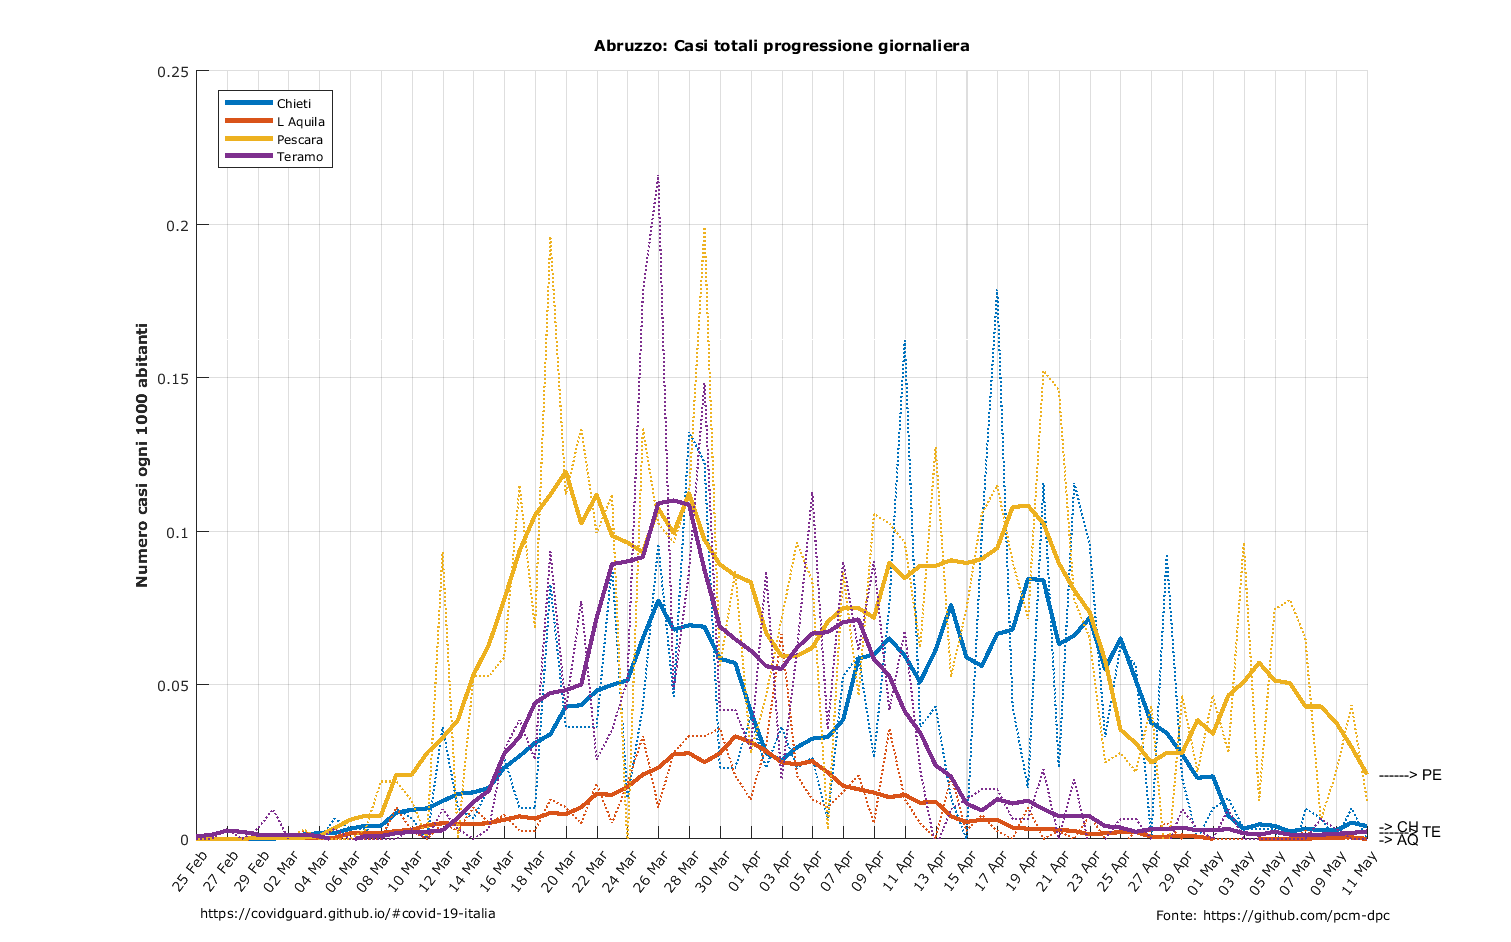 Abruzzo: Casi totali progressione giornaliera
0.25
0.2
0.15
0.1
0.05
0
Numero casi ogni 1000 abitanti
Chieti
L Aquila
Pescara
Teramo
------> PE
-> CH
------> TE
-> AQ
25 Feb
27 Feb
29 Feb
02 Mar
04 Mar
06 Mar
08 Mar
10 Mar
12 Mar
14 Mar
16 Mar
18 Mar
20 Mar
22 Mar
24 Mar
26 Mar
28 Mar
30 Mar
01 Apr
03 Apr
05 Apr
07 Apr
09 Apr
11 Apr
13 Apr
15 Apr
17 Apr
19 Apr
21 Apr
23 Apr
25 Apr
27 Apr
29 Apr
01 May
03 May
05 May
07 May
09 May
11 May
https://covidguard.github.io/#covid-19-italia
Fonte: https://github.com/pcm-dpc